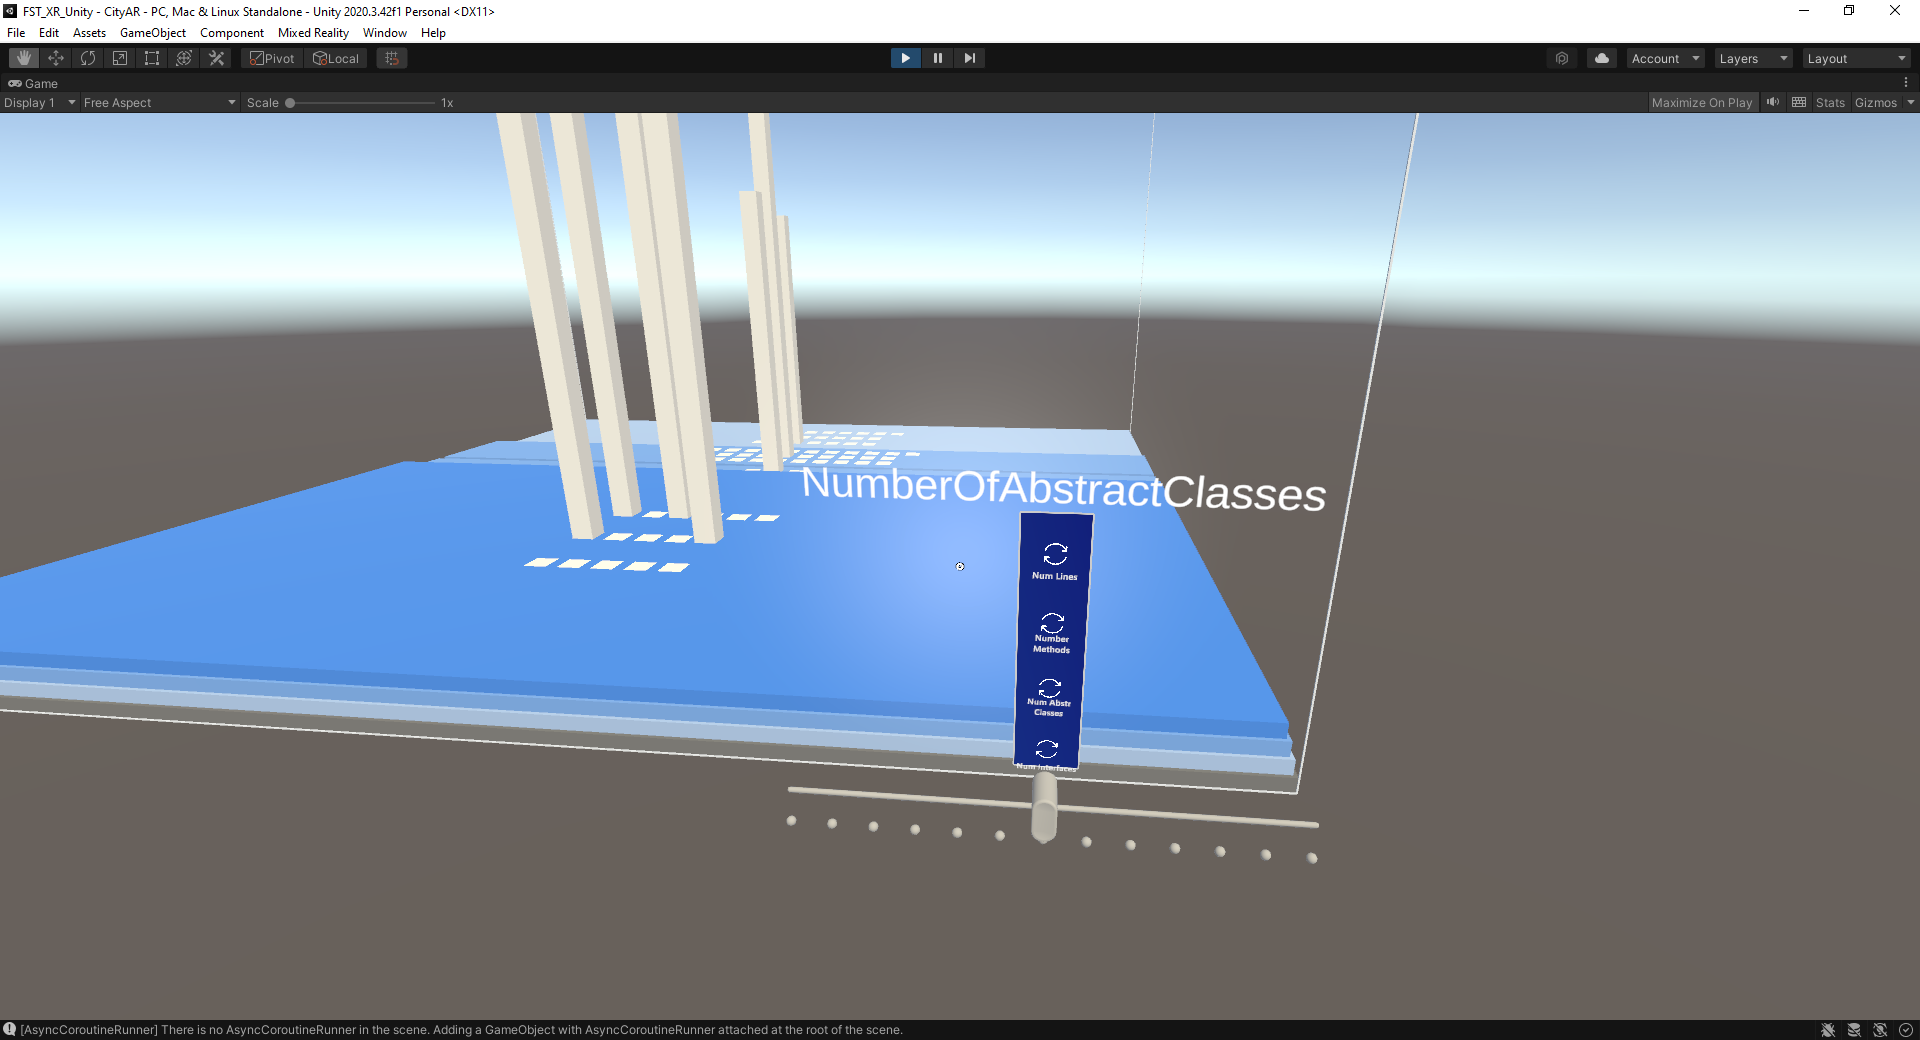 FST_XR_Unity - CityAR - PC, Mac & Linux Standalone - Unity 2020.3.42f1 Personal <DX11>
File Edit Assets GameObject Component Mixed Reality Window Help
Pivot Local Account Layers Layout
Game
Display 1 Free Aspect Scale 1x Maximize On Play Stats Gizmos
NumberOfAbstractClasses
Num Lines
Number
Methods
Num Abstr
Classes
Num Interfaces
[AsyncCoroutineRunner] There is no AsyncCoroutineRunner in the scene. Adding a GameObject with AsyncCoroutineRunner attached at the root of the scene.